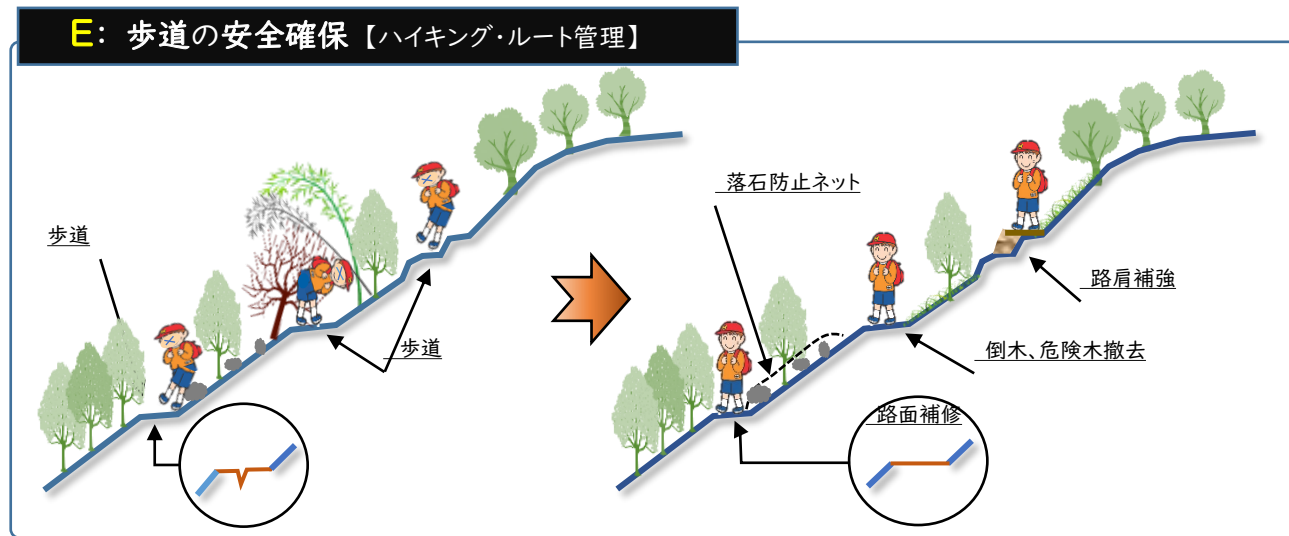 E: 歩道の安全確保【ハイキング・ルート管理】
歩道
歩道
落石防止ネット
路肩補強
倒木、危険木撤去
路面補修